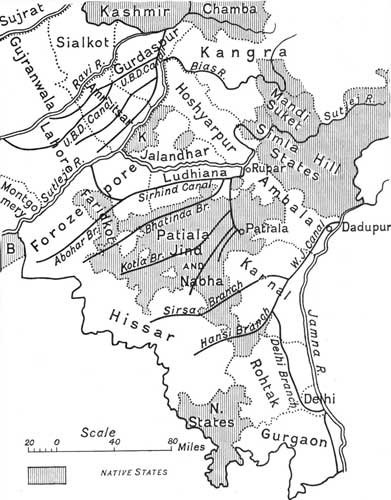 Sujrat
Kashmir
Chamba
Sialkot
Gujranwala
Gurdaspur
Kangra
Ravi R.
U.B.D.Cal.
Bias R.
Amritsar
U.B.D. Canal
Lahore
Hoshyarpur
Mandi
Suket
Sutlej R.
K
Simla Hill
States
Jalandhar
Sutlej R.
Ludhiana
Rupar
Montgo
mery
Sirhind Canal
Ambala
Ferozepore
Faridkot
Bhatinda Br.
Patiala
Dadupur
Abohar Br.
Patiala
Jind
AND
Nabha
B
Kotla Br.
W.J. Canal
Karnal
Sirsa Branch
Hissar
Hansi Branch
Jamna R.
Delhi Branch
Rohtak
Delhi
N.
States
Gurgaon
Scale
20 0 40 80
Miles
NATIVE STATES